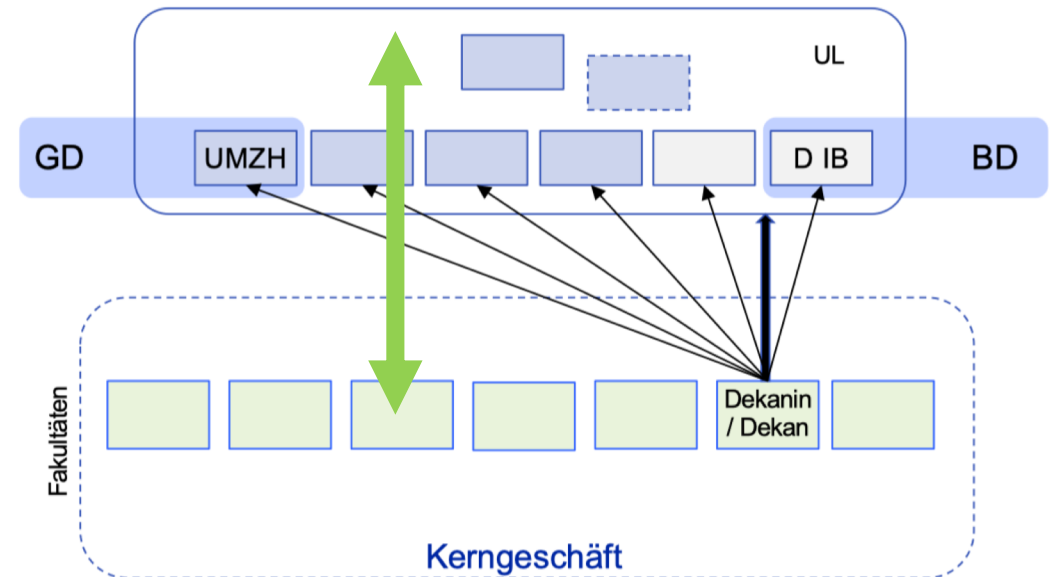 UL
GD
UMZH
D IB
BD
Fakultäten
Dekanin
/ Dekan
Kerngeschäft